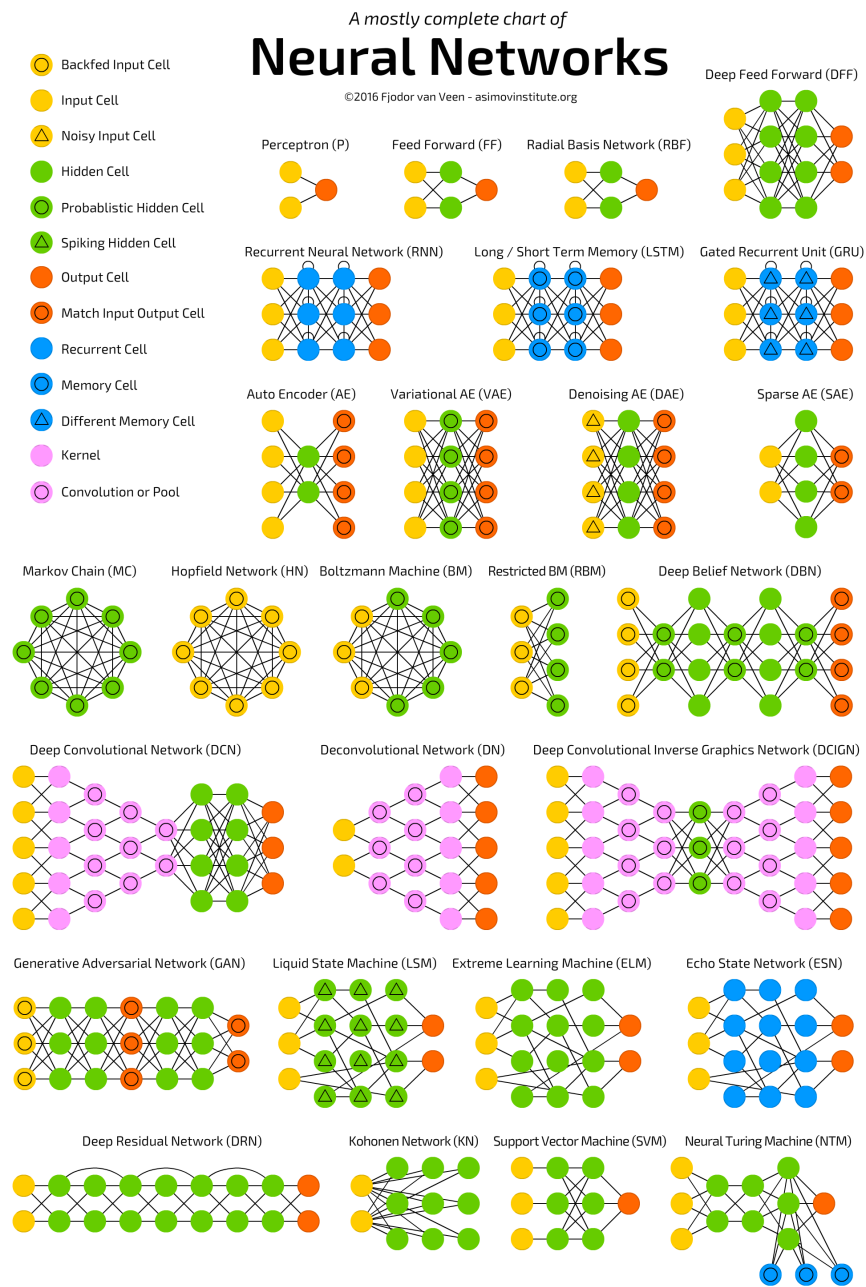 A mostly complete chart of
Neural Networks
©2016 Fjodor van Veen - asimovinstitute.org
Backfed Input Cell
Input Cell
Noisy Input Cell
Hidden Cell
Probablistic Hidden Cell
Spiking Hidden Cell
Output Cell
Match Input Output Cell
Recurrent Cell
Memory Cell
Different Memory Cell
Kernel
Convolution or Pool
Deep Feed Forward (DFF)
Perceptron (P)
Feed Forward (FF)
Radial Basis Network (RBF)
Recurrent Neural Network (RNN)
Long / Short Term Memory (LSTM)
Gated Recurrent Unit (GRU)
Auto Encoder (AE)
Variational AE (VAE)
Denoising AE (DAE)
Sparse AE (SAE)
Markov Chain (MC)
Hopfield Network (HN)
Boltzmann Machine (BM)
Restricted BM (RBM)
Deep Belief Network (DBN)
Deep Convolutional Network (DCN)
Deconvolutional Network (DN)
Deep Convolutional Inverse Graphics Network (DCIGN)
Generative Adversarial Network (GAN)
Liquid State Machine (LSM)
Extreme Learning Machine (ELM)
Echo State Network (ESN)
Deep Residual Network (DRN)
Kohonen Network (KN)
Support Vector Machine (SVM)
Neural Turing Machine (NTM)